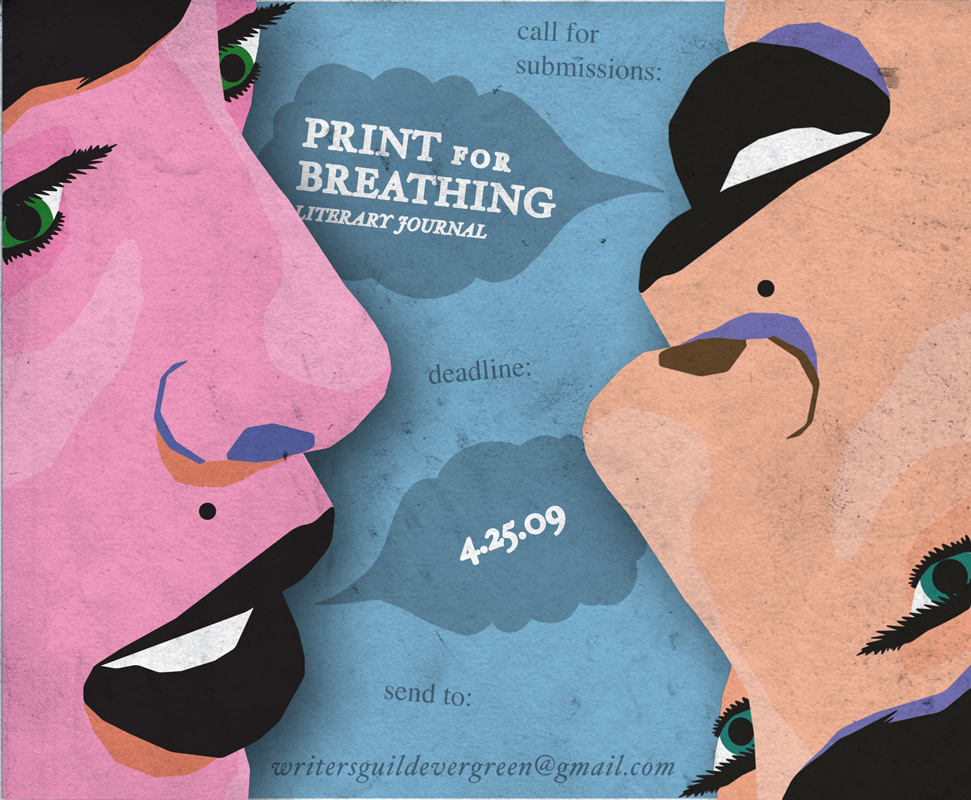 call for
submissions:
PRINT FOR
BREATHING
LITERARY JOURNAL
deadline:
4.25.09
send to:
writersguildevergreen@gmail.com